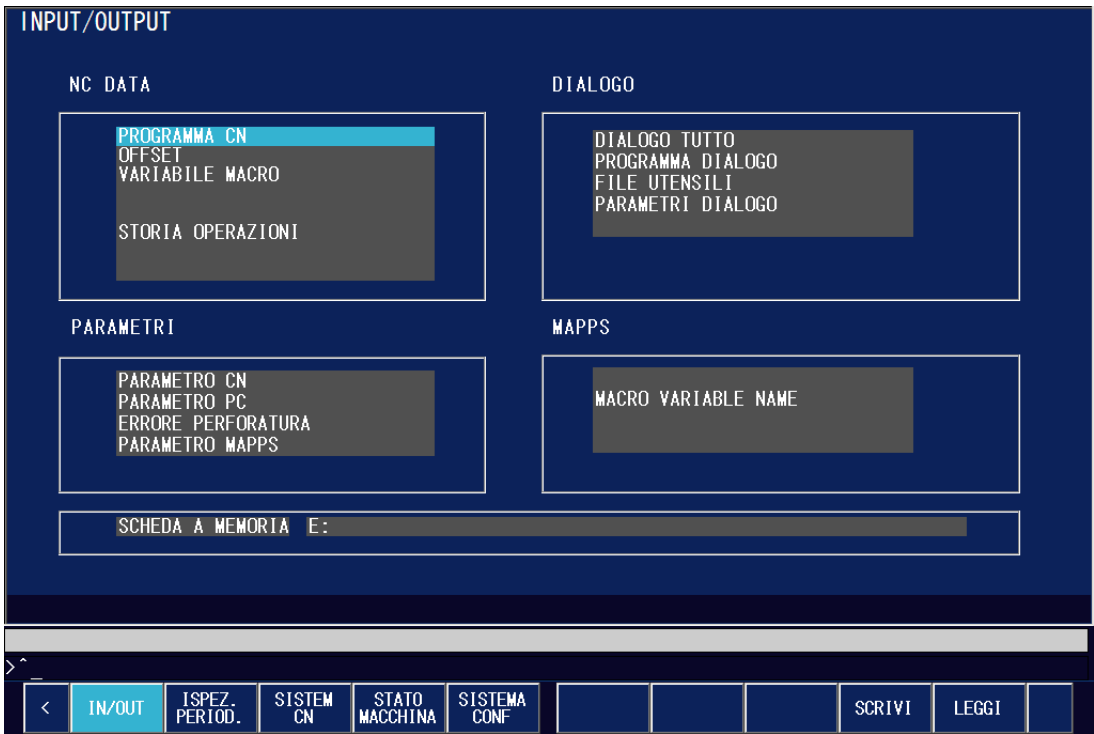 INPUT/OUTPUT
NC DATA
PROGRAMMA CN
OFFSET
VARIABILE MACRO
STORIA OPERAZIONI
DIALOGO
DIALOGO TUTTO
PROGRAMMA DIALOGO
FILE UTENSILI
PARAMETRI DIALOGO
PARAMETRI
PARAMETRO CN
PARAMETRO PC
ERRORE PERFORATURA
PARAMETRO MAPPS
MAPPS
MACRO VARIABLE NAME
SCHEDA A MEMORIA E:
>^_
<
IN/OUT
ISPEZ.
PERIOD.
SISTEM
CN
STATO
MACCHINA
SISTEMA
CONF
SCRIVI
LEGGI